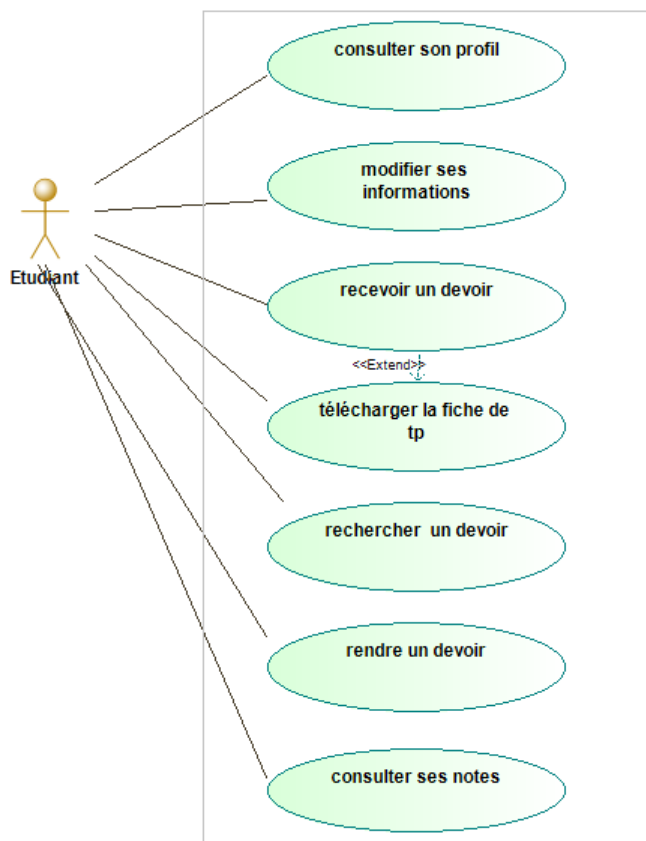 consulter son profil
modifier ses
informations
Etudiant
recevoir un devoir
<<Extend>>
télécharger la fiche de
tp
rechercher un devoir
rendre un devoir
consulter ses notes